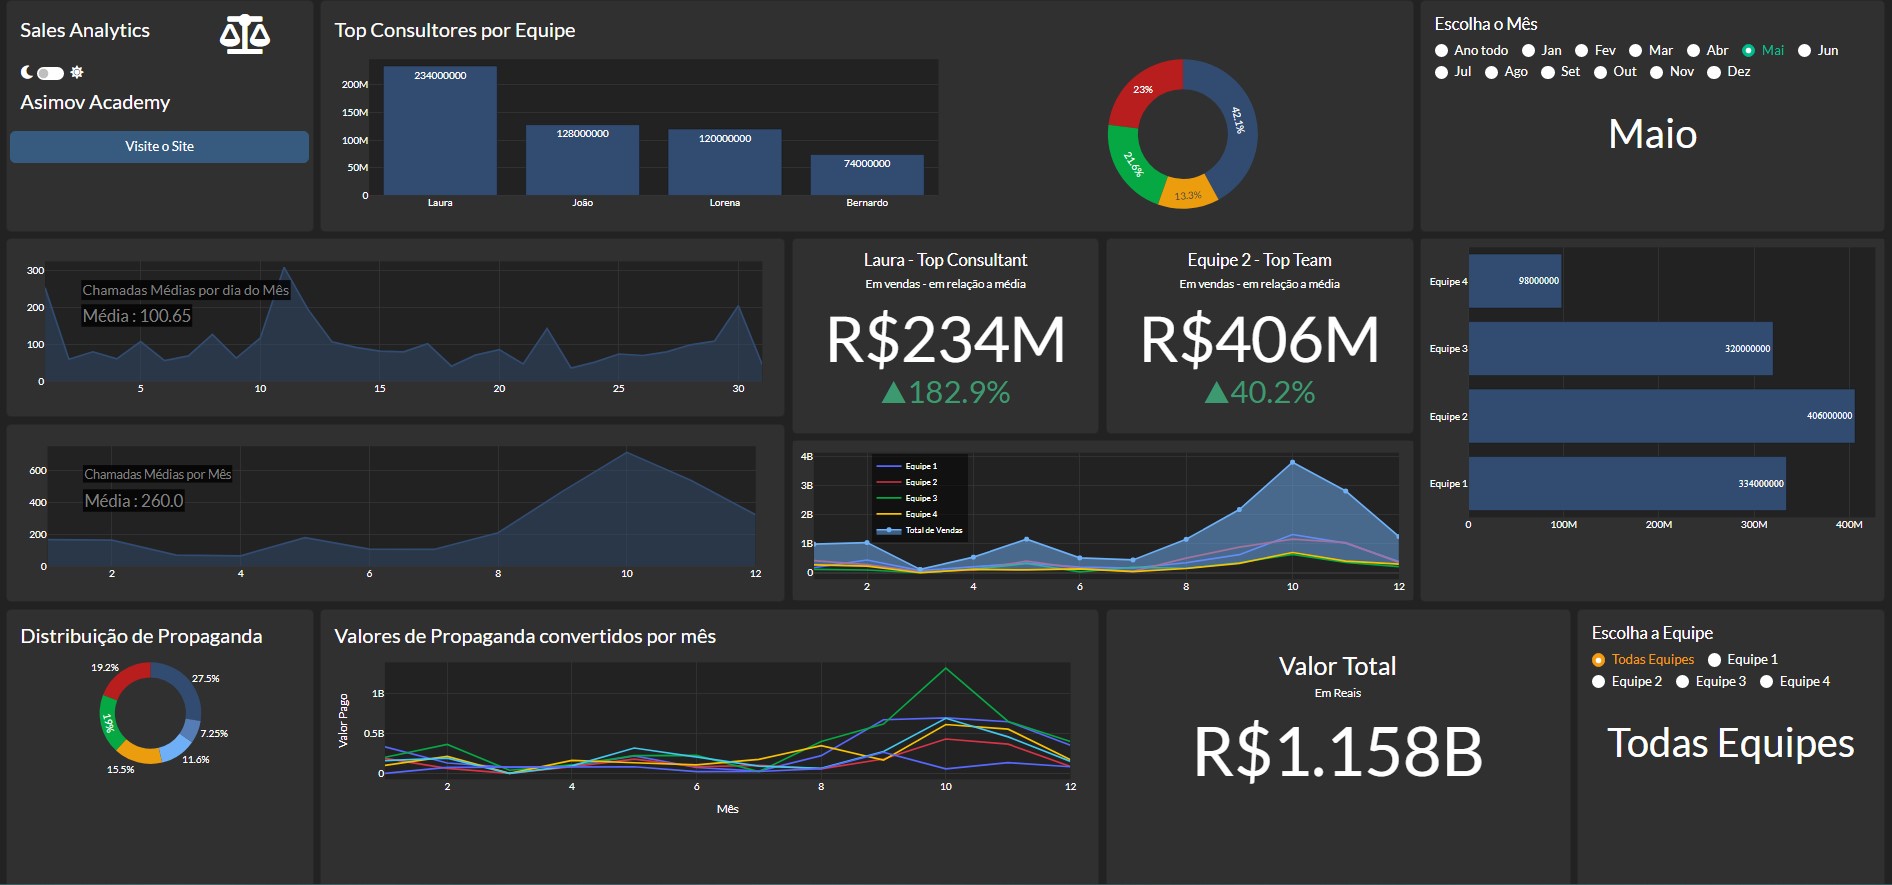 Sales Analytics
Asimov Academy
Visite o Site
Top Consultores por Equipe
200M
150M
100M
50M
0
234000000
128000000
120000000
74000000
Laura João Lorena Bernardo
23%
42.1%
21.6%
13.3%
Escolha o Mês
Ano todo Jan Fev Mar Abr Mai Jun
Jul Ago Set Out Nov Dez
Maio
300
200
100
0
Chamadas Médias por dia do Mês
Média : 100.65
5 10 15 20 25 30
Laura - Top Consultant
Em vendas - em relação a média
R$234M
▲182.9%
Equipe 2 - Top Team
Em vendas - em relação a média
R$406M
▲40.2%
Equipe 4 98000000
Equipe 3 320000000
Equipe 2 406000000
Equipe 1 334000000
0 100M 200M 300M 400M
600
400
200
0
Chamadas Médias por Mês
Média : 260.0
2 4 6 8 10 12
4B
3B
2B
1B
0
Equipe 1
Equipe 2
Equipe 3
Equipe 4
Total de Vendas
2 4 6 8 10 12
Distribuição de Propaganda
19.2%
27.5%
19%
7.25%
11.6%
15.5%
Valores de Propaganda convertidos por mês
Valor Pago
1B
0.5B
0
2 4 6 8 10 12
Mês
Valor Total
Em Reais
R$1.158B
Escolha a Equipe
Todas Equipes Equipe 1
Equipe 2 Equipe 3 Equipe 4
Todas Equipes